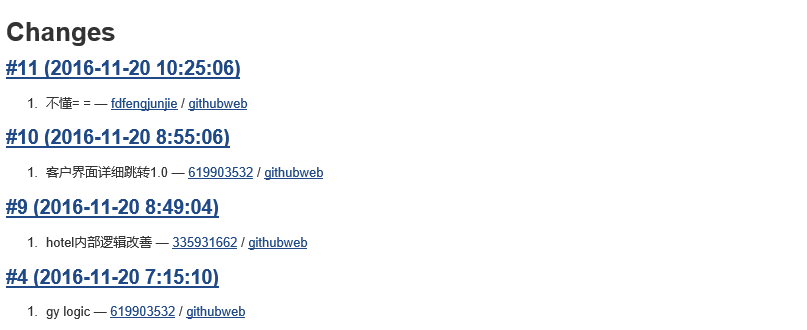 Changes
#11 (2016-11-20 10:25:06)
1. 不懂= = — fdfengjunjie / githubweb
#10 (2016-11-20 8:55:06)
1. 客户界面详细跳转1.0 — 619903532 / githubweb
#9 (2016-11-20 8:49:04)
1. hotel内部逻辑改善 — 335931662 / githubweb
#4 (2016-11-20 7:15:10)
1. gy logic — 619903532 / githubweb